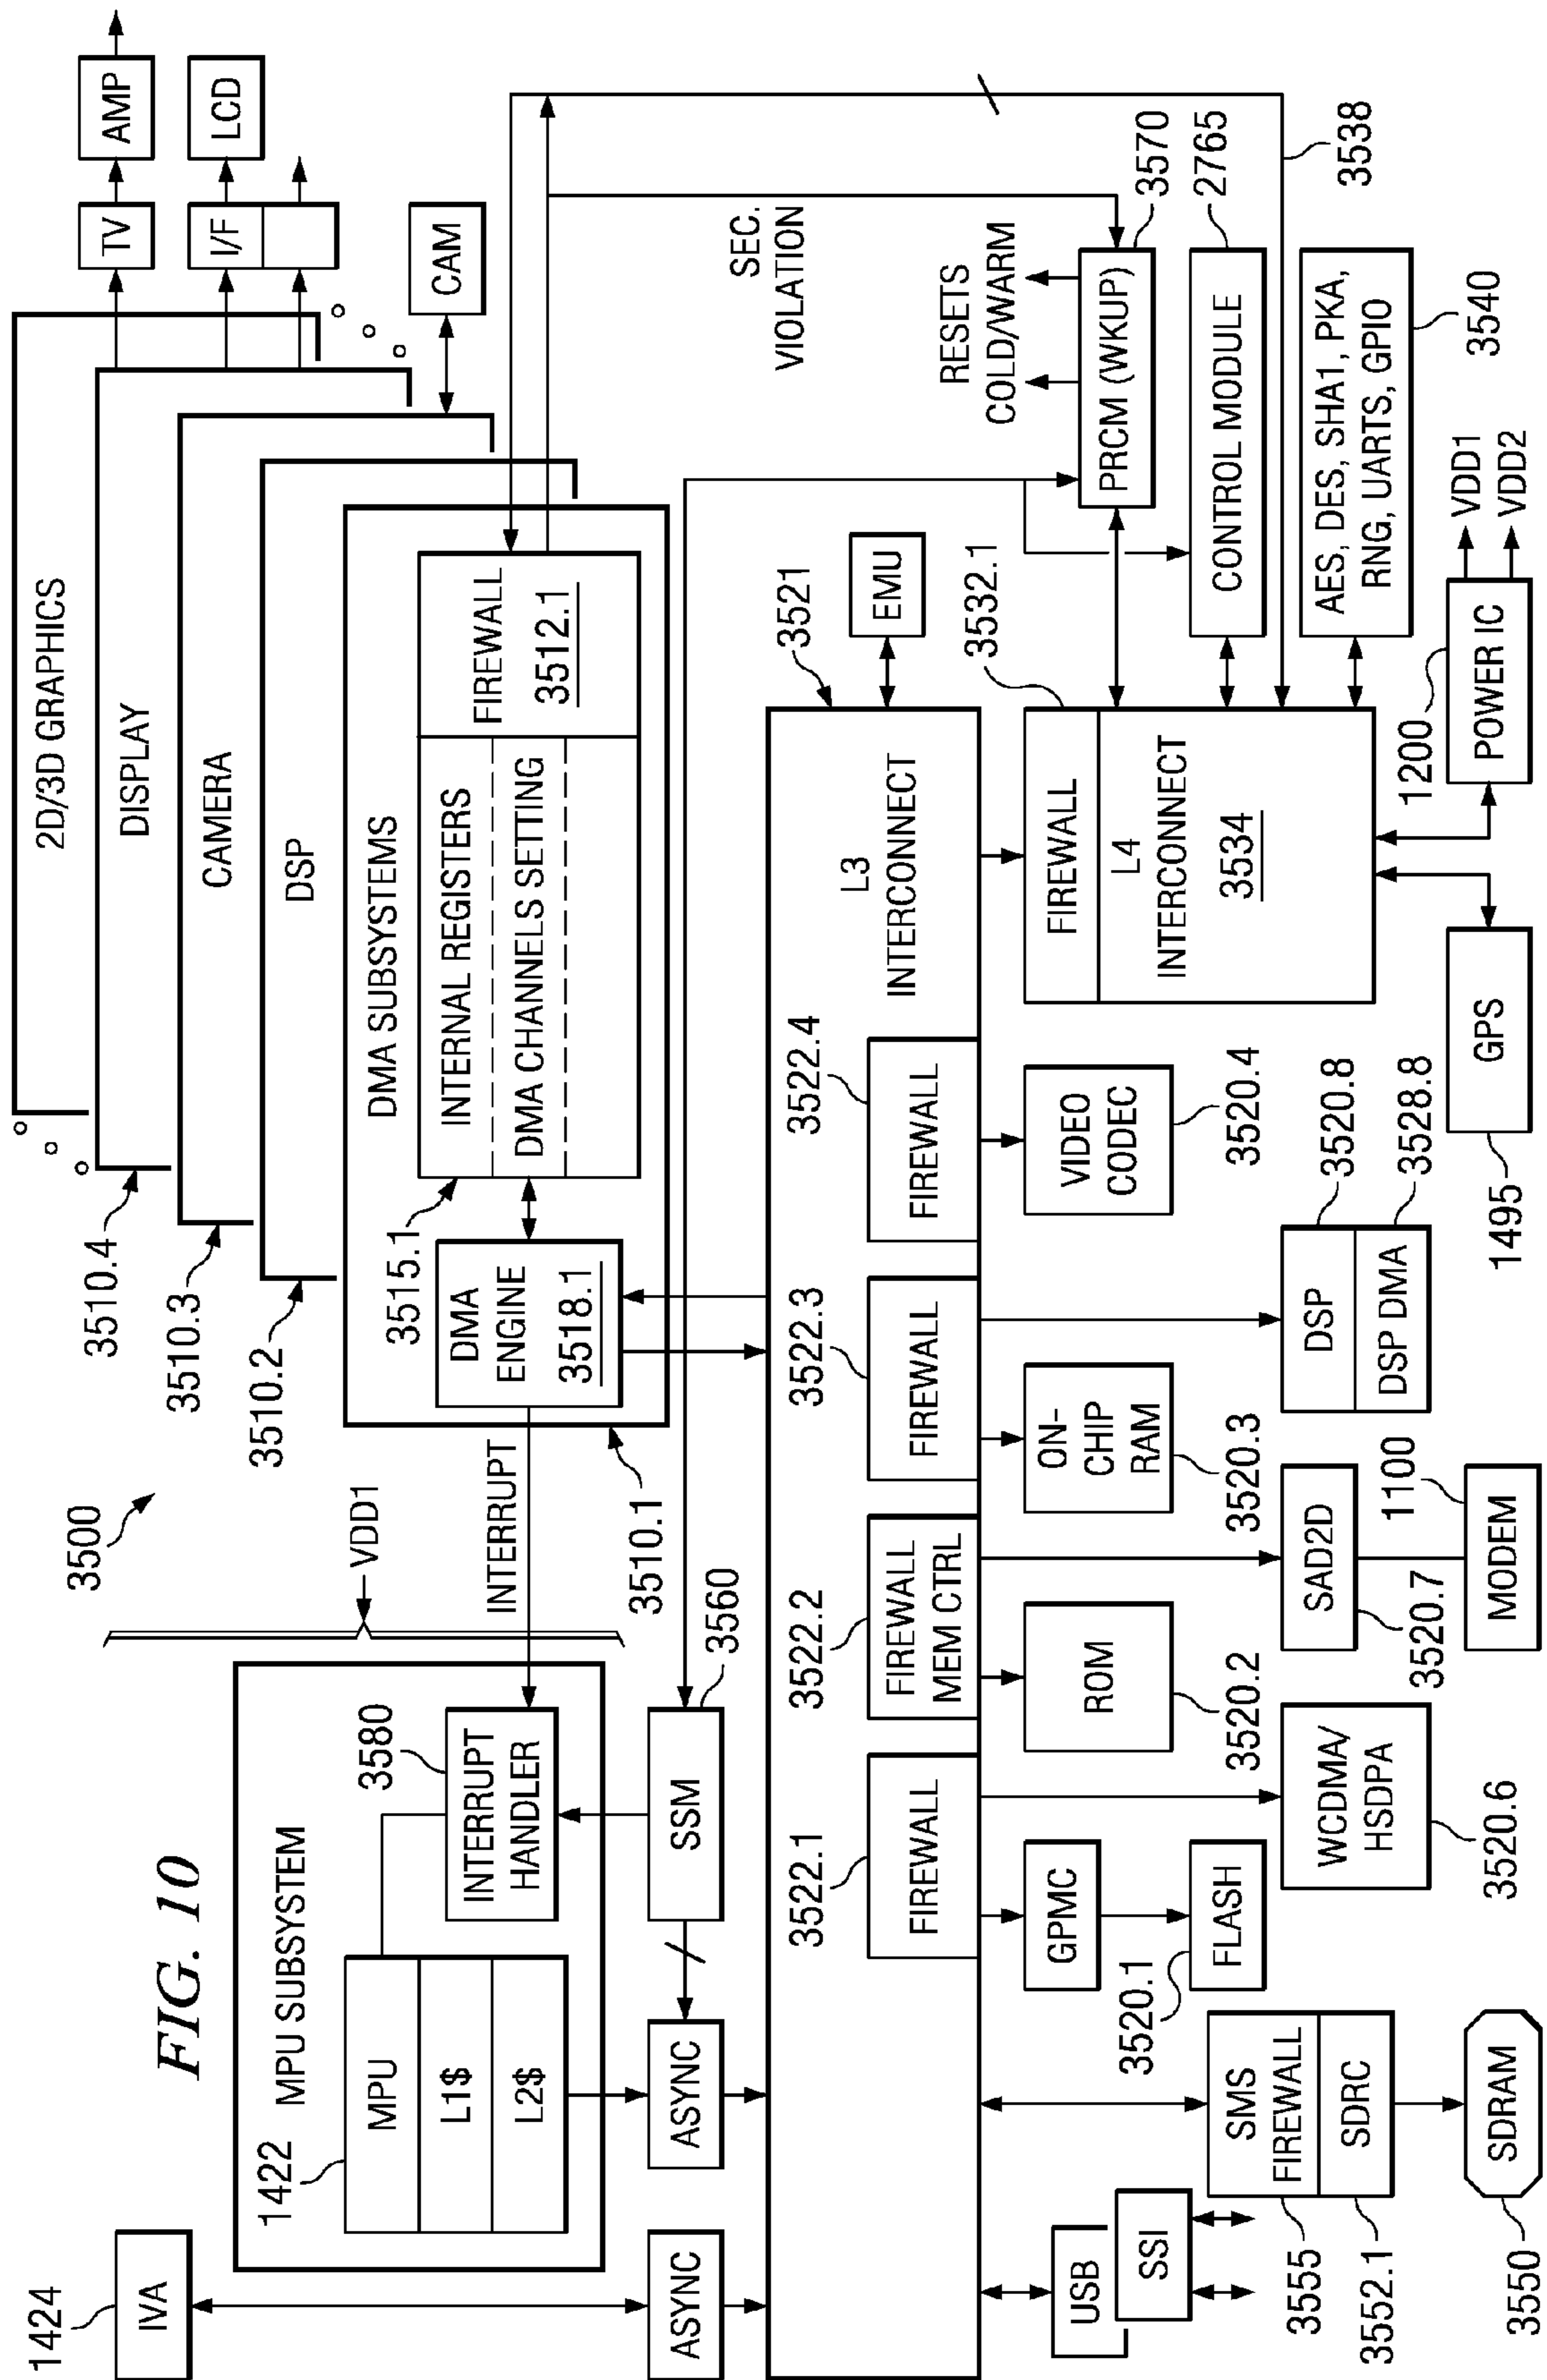 FIG. 10
3500
1424
IVA
ASYNC
MPU SUBSYSTEM
1422
MPU
L1$
L2$
3580
INTERRUPT
HANDLER
ASYNC
SSM
3560
VDD1
INTERRUPT
3510.4
3510.3
3510.2
3510.1
2D/3D GRAPHICS
DISPLAY
CAMERA
DSP
DMA SUBSYSTEMS
3515.1
INTERNAL REGISTERS
DMA CHANNELS SETTING
FIREWALL
3512.1
DMA
ENGINE
3518.1
TV
AMP
I/F
LCD
CAM
SEC.
VIOLATION
RESETS
COLD/WARM
PRCM (WKUP)
3570
CONTROL MODULE
2765
3538
AES, DES, SHA1, PKA,
RNG, UARTS, GPIO
3540
L3
INTERCONNECT
3521
EMU
3522.1
FIREWALL
3522.2
FIREWALL
MEM CTRL
3522.3
FIREWALL
3522.4
FIREWALL
3532.1
FIREWALL
L4
INTERCONNECT
3534
USB
SSI
SMS
FIREWALL
3555
SDRC
3552.1
SDRAM
3550
GPMC
FLASH
3520.1
WCDMA/
HSDPA
3520.6
ROM
3520.2
SAD2D
3520.7
MODEM
1100
ON-
CHIP
RAM
3520.3
DSP
3520.8
DSP DMA
3528.8
VIDEO
CODEC
3520.4
GPS
1495
1200
POWER IC
VDD1
VDD2